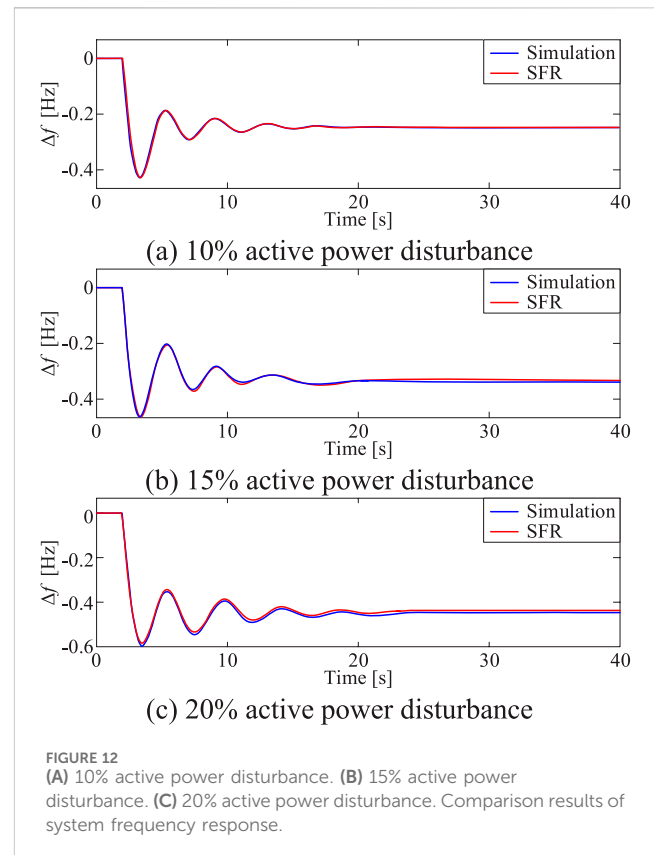 Simulation
SFR
0
-0.2
-0.4
Δf [Hz]
0 10 20 30 40
Time [s]
(a) 10% active power disturbance
Simulation
SFR
0
-0.2
-0.4
Δf [Hz]
0 10 20 30 40
Time [s]
(b) 15% active power disturbance
Simulation
SFR
0
-0.2
-0.4
-0.6
Δf [Hz]
0 10 20 30 40
Time [s]
(c) 20% active power disturbance
FIGURE 12
(A) 10% active power disturbance. (B) 15% active power
disturbance. (C) 20% active power disturbance. Comparison results of
system frequency response.